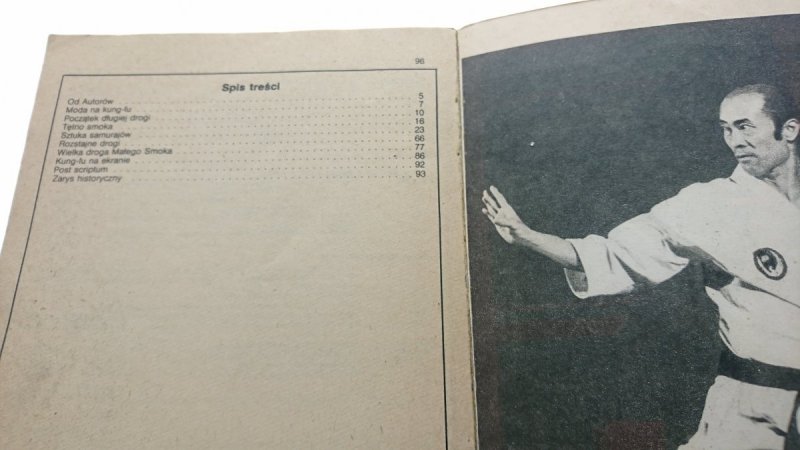 96
Spis treści
Od Autorów 5
Moda na kung-fu 7
Początek długiej drogi 10
Tętno smoka 16
Sztuka samurajów 23
Rozstajne drogi 66
Wielka droga Małego Smoka 77
Kung-fu na ekranie 86
Post scriptum 92
Zarys historyczny 93